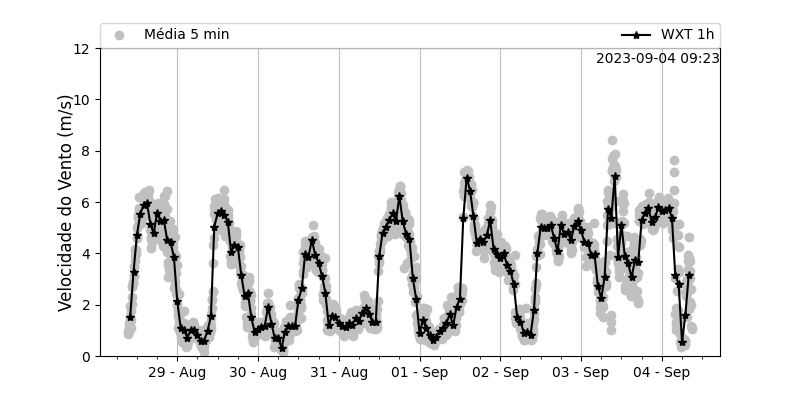 Média 5 min
WXT 1h
2023-09-04 09:23
Velocidade do Vento (m/s)
12
10
8
6
4
2
0
29 - Aug
30 - Aug
31 - Aug
01 - Sep
02 - Sep
03 - Sep
04 - Sep